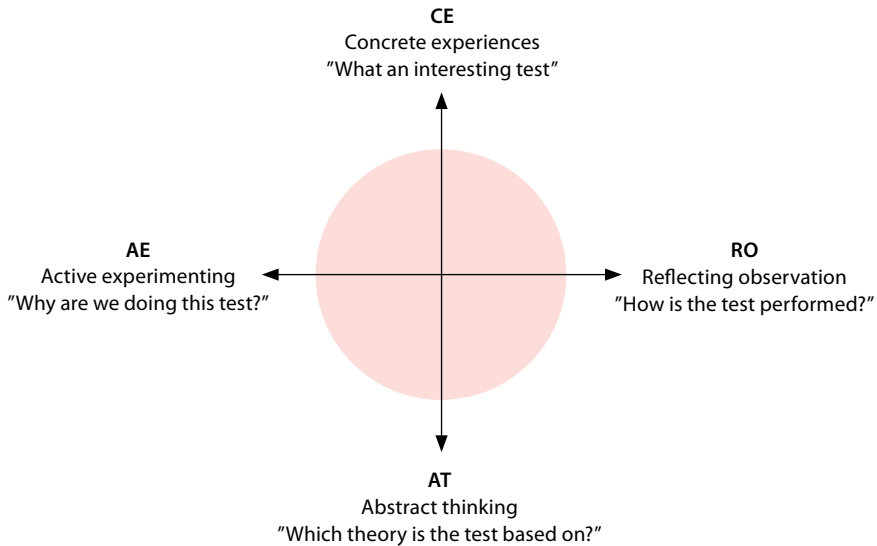 CE
Concrete experiences
”What an interesting test”
AE
Active experimenting
”Why are we doing this test?”
RO
Reflecting observation
”How is the test performed?”
AT
Abstract thinking
”Which theory is the test based on?”